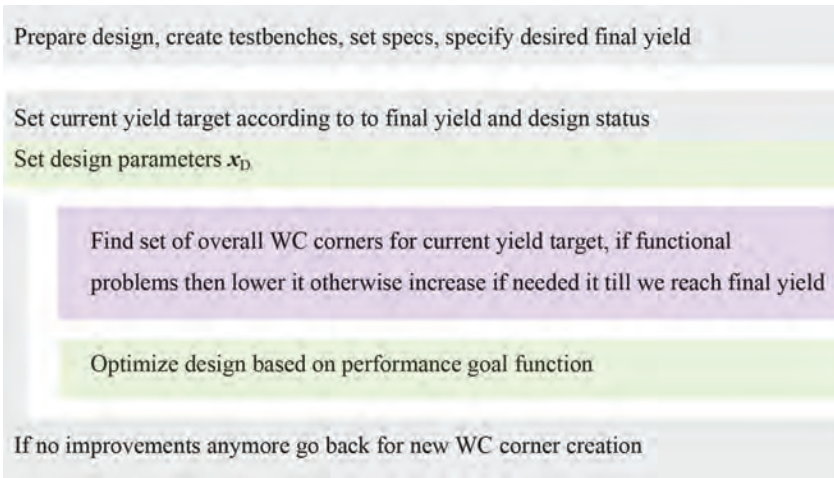 Prepare design, create testbenches, set specs, specify desired final yield
Set current yield target according to to final yield and design status
Set design parameters x_D
Find set of overall WC corners for current yield target, if functional
problems then lower it otherwise increase if needed it till we reach final yield
Optimize design based on performance goal function
If no improvements anymore go back for new WC corner creation